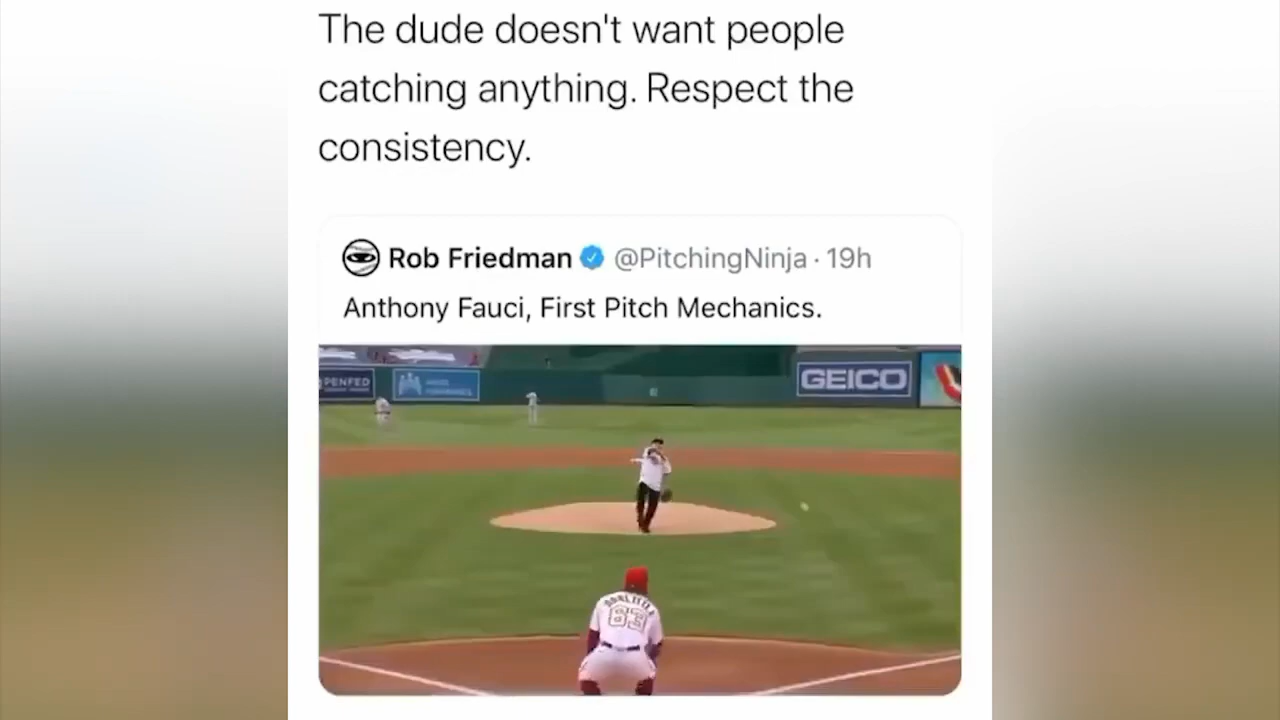 The dude doesn't want people
catching anything. Respect the
consistency.
Rob Friedman @PitchingNinja · 19h
Anthony Fauci, First Pitch Mechanics.
PENFED
GEICO
63